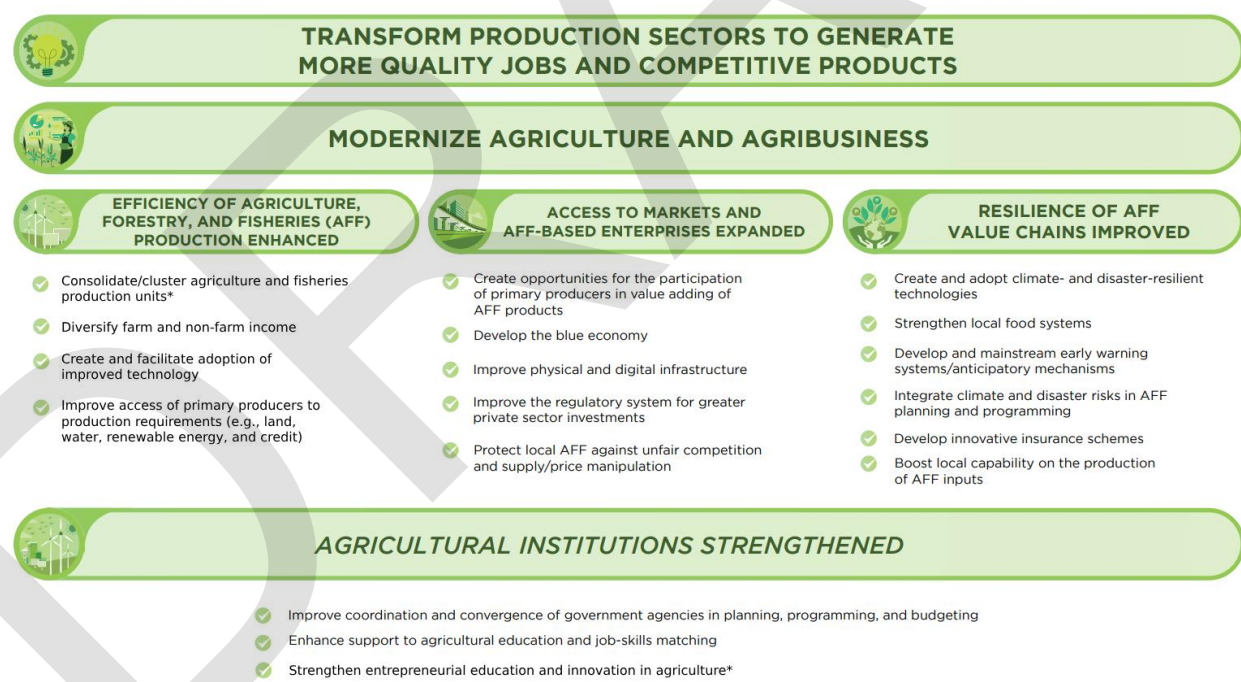 TRANSFORM PRODUCTION SECTORS TO GENERATE
MORE QUALITY JOBS AND COMPETITIVE PRODUCTS
MODERNIZE AGRICULTURE AND AGRIBUSINESS
EFFICIENCY OF AGRICULTURE,
FORESTRY, AND FISHERIES (AFF)
PRODUCTION ENHANCED
Consolidate/cluster agriculture and fisheries
production units*
Diversify farm and non-farm income
Create and facilitate adoption of
improved technology
Improve access of primary producers to
production requirements (e.g., land,
water, renewable energy, and credit)
ACCESS TO MARKETS AND
AFF-BASED ENTERPRISES EXPANDED
Create opportunities for the participation
of primary producers in value adding of
AFF products
Develop the blue economy
Improve physical and digital infrastructure
Improve the regulatory system for greater
private sector investments
Protect local AFF against unfair competition
and supply/price manipulation
RESILIENCE OF AFF
VALUE CHAINS IMPROVED
Create and adopt climate- and disaster-resilient
technologies
Strengthen local food systems
Develop and mainstream early warning
systems/anticipatory mechanisms
Integrate climate and disaster risks in AFF
planning and programming
Develop innovative insurance schemes
Boost local capability on the production
of AFF inputs
AGRICULTURAL INSTITUTIONS STRENGTHENED
Improve coordination and convergence of government agencies in planning, programming, and budgeting
Enhance support to agricultural education and job-skills matching
Strengthen entrepreneurial education and innovation in agriculture*